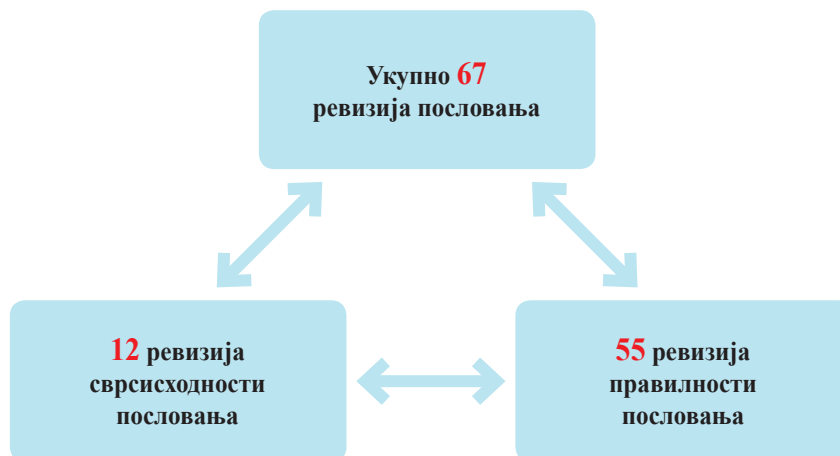 Укупно 67
ревизија пословања
12 ревизија
сврсисходности
пословања
55 ревизија
правилности
пословања